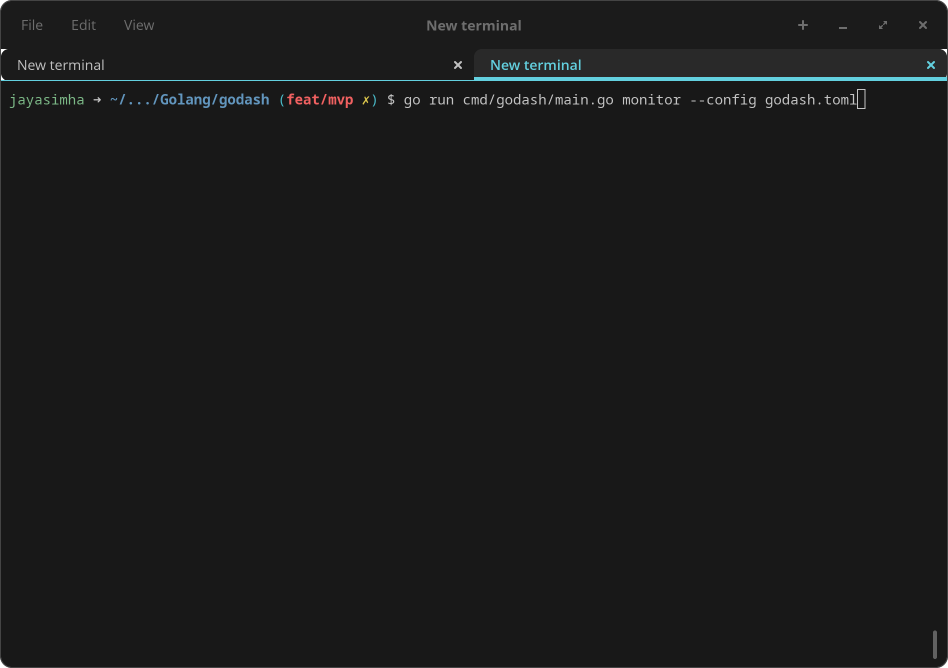 File Edit View New terminal
New terminal New terminal
jayasimha ➜ ~/.../Golang/godash (feat/mvp ✗) $ go run cmd/godash/main.go monitor --config godash.toml